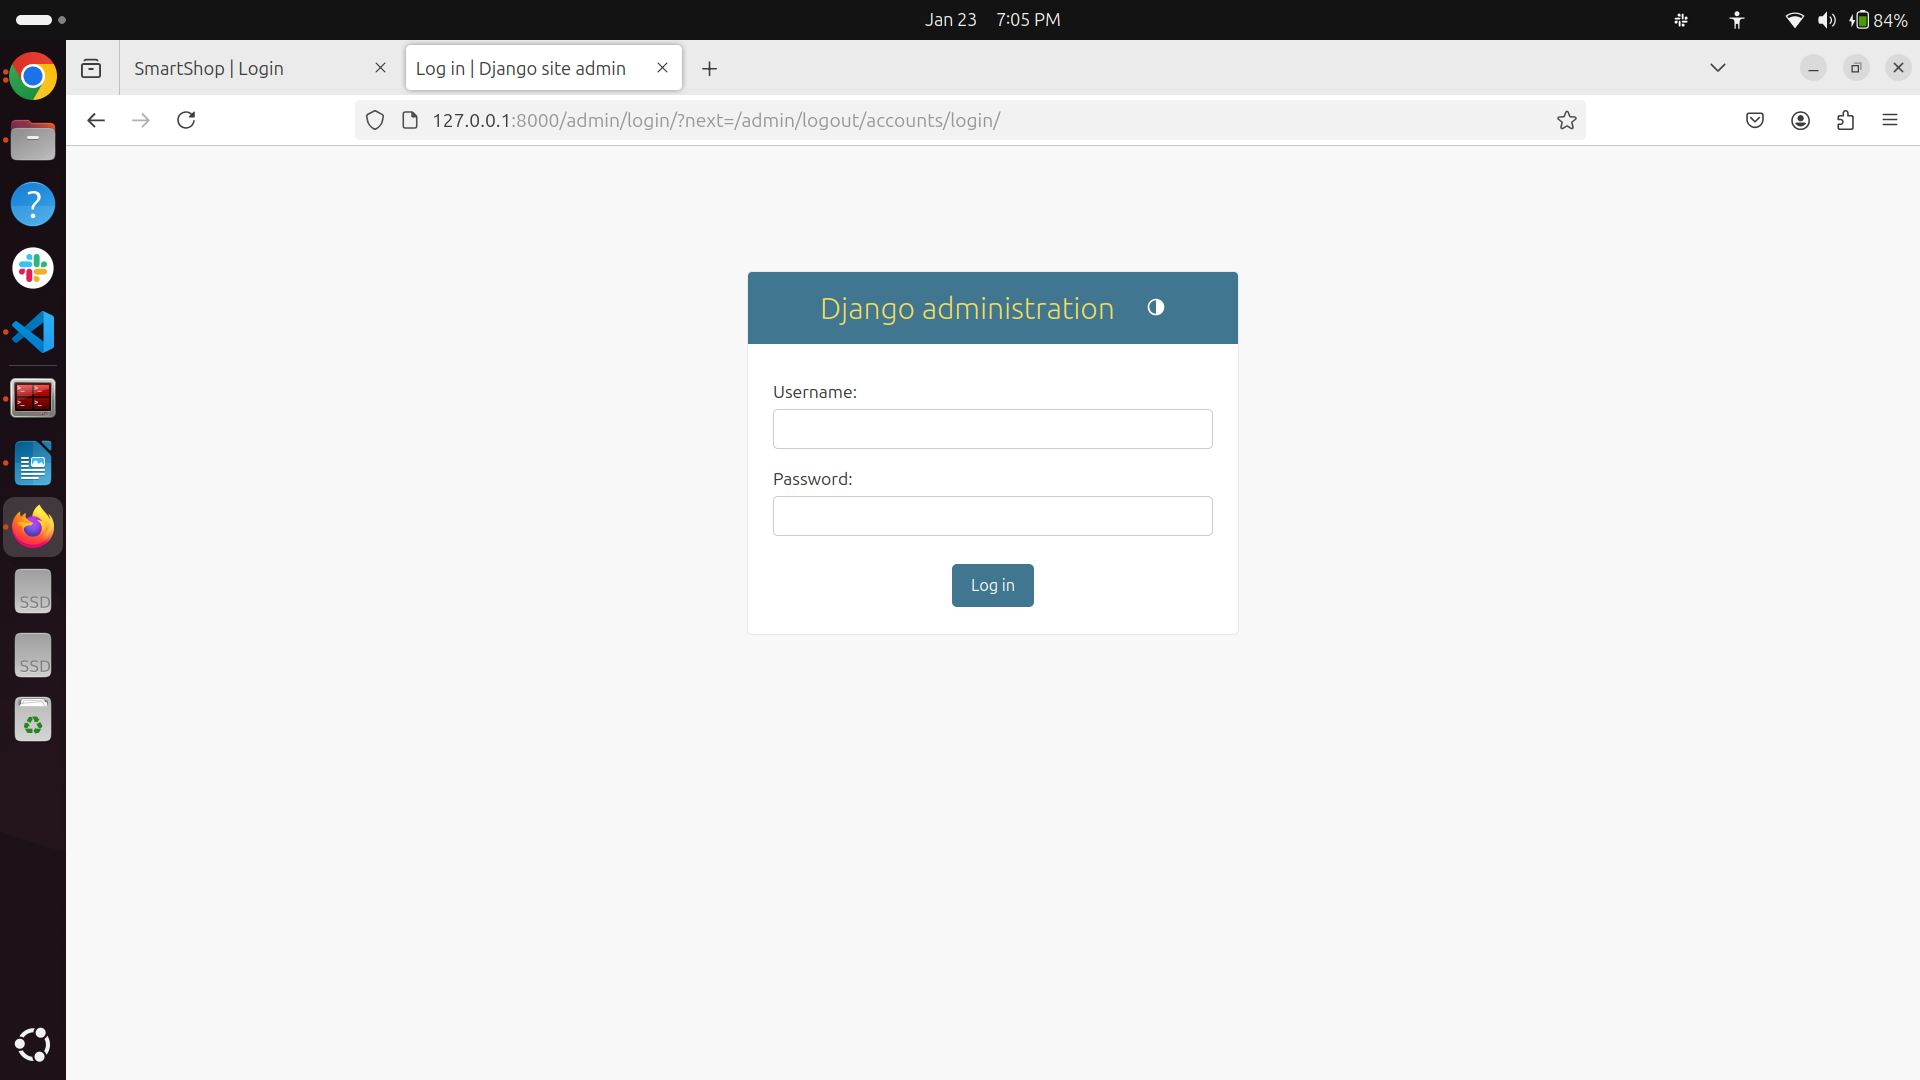 Jan 23 7:05 PM
84%
SmartShop | Login
Log in | Django site admin
127.0.0.1:8000/admin/login/?next=/admin/logout/accounts/login/
Django administration
Username:
Password:
Log in
SSD
SSD